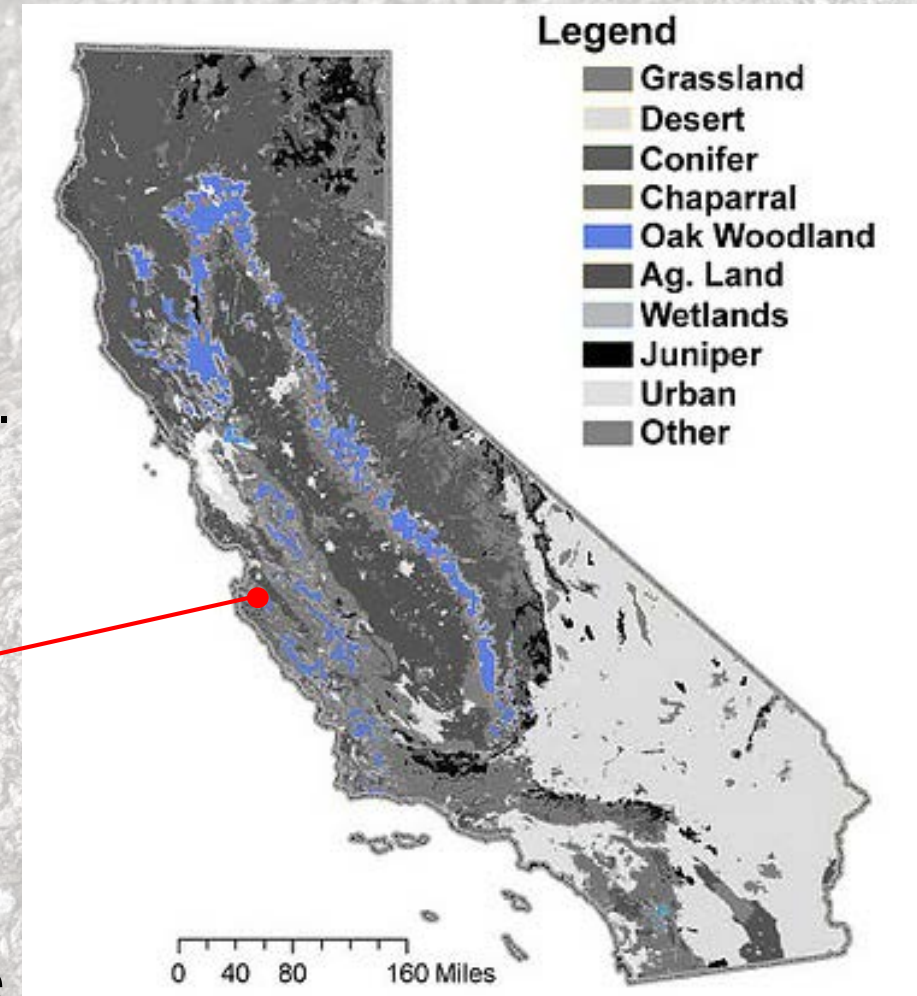 Legend
Grassland
Desert
Conifer
Chaparral
Oak Woodland
Ag. Land
Wetlands
Juniper
Urban
Other
0 40 80 160 Miles